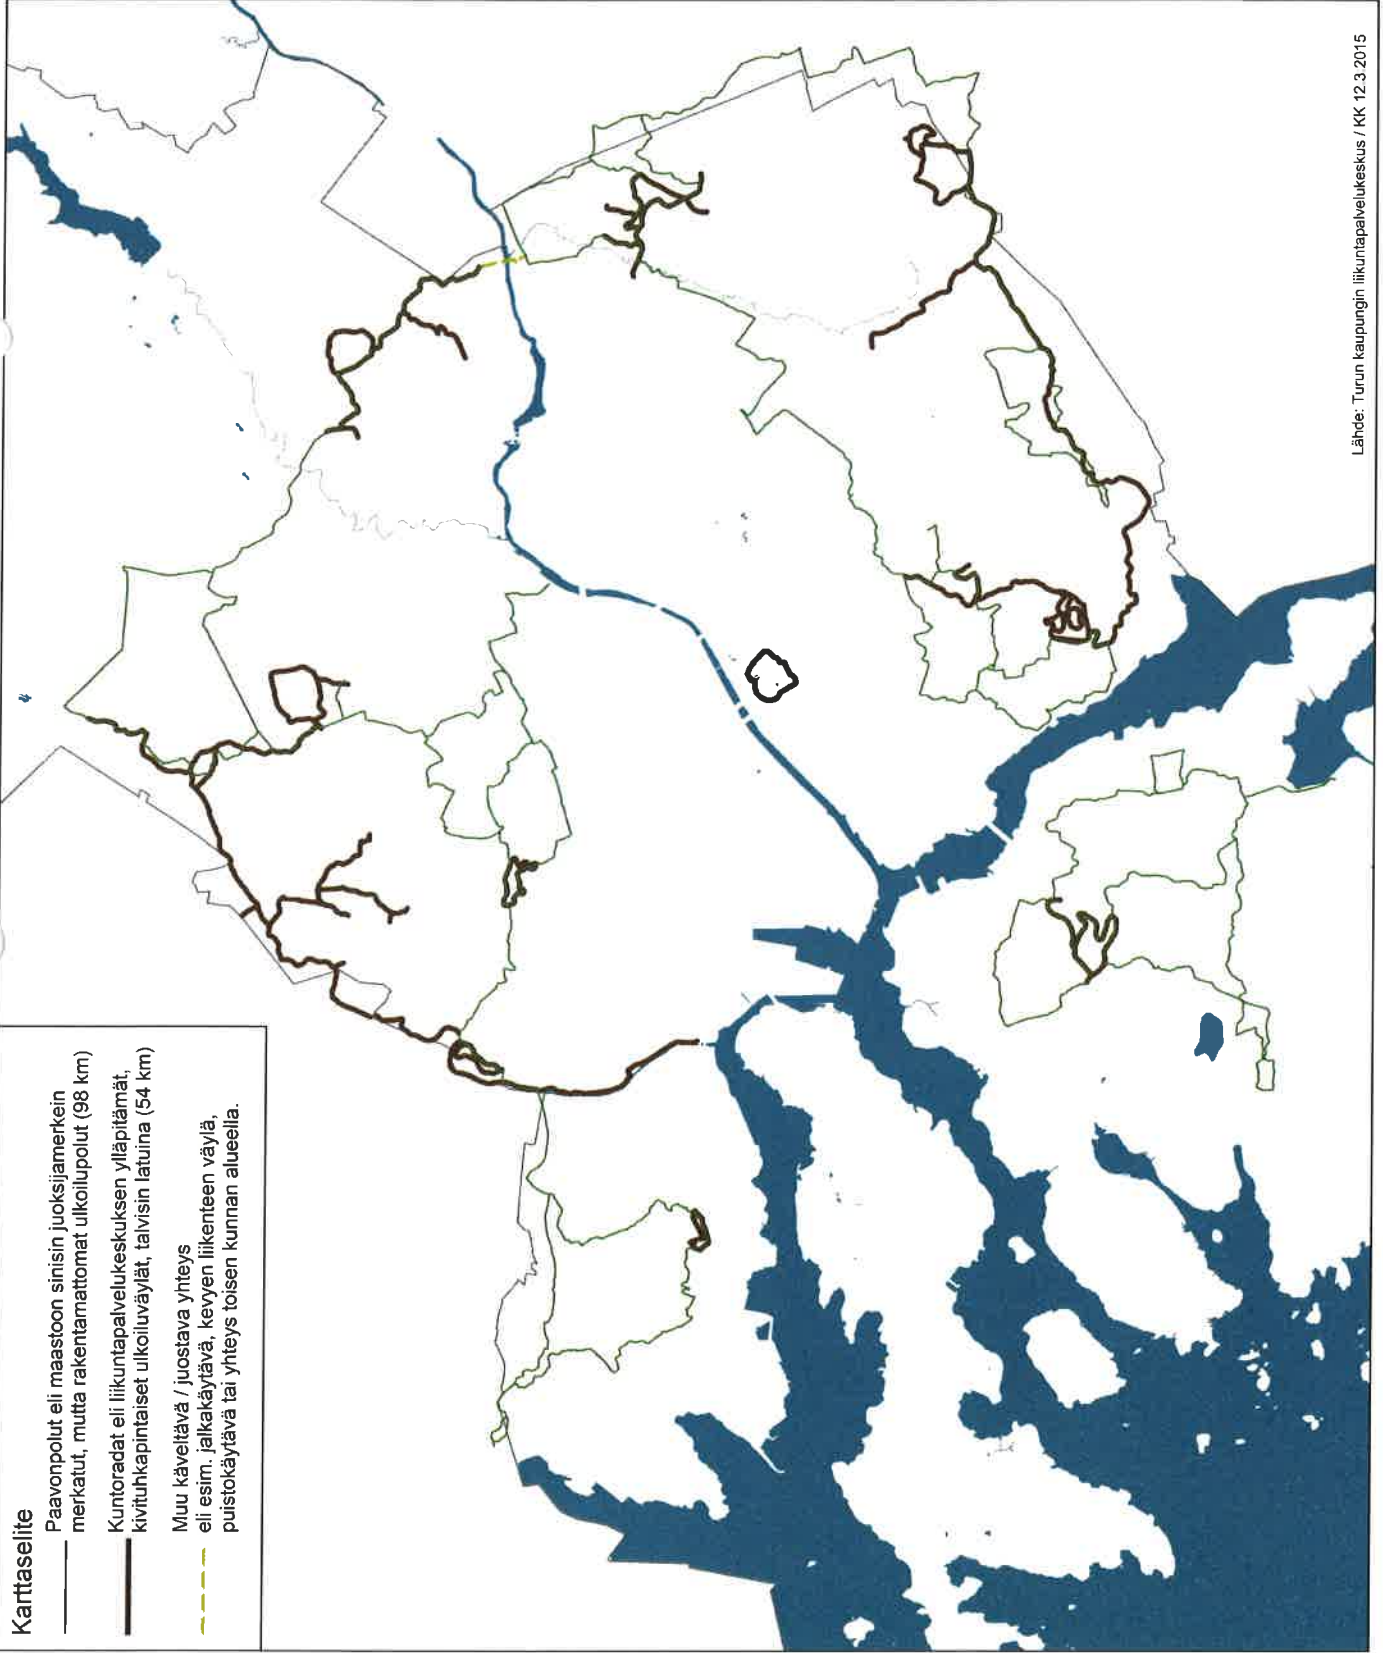 Karttaselite
Paavonpolut eli maastoon sinisin juoksijamerkein
merkatut, mutta rakentamattomat ulkoilupolut (98 km)
Kuntoradat eli liikuntapalvelukeskuksen ylläpitämät,
kivituhkapintaiset ulkoiluväylät, talvisin latuina (54 km)
Muu käveltävä / juostava yhteys
eli esim. jalkakäytävä, kevyen liikenteen väylä,
puistokäytävä tai yhteys toisen kunnan alueella.
Lähde: Turun kaupungin liikuntapalvelukeskus / KK 12.3.2015